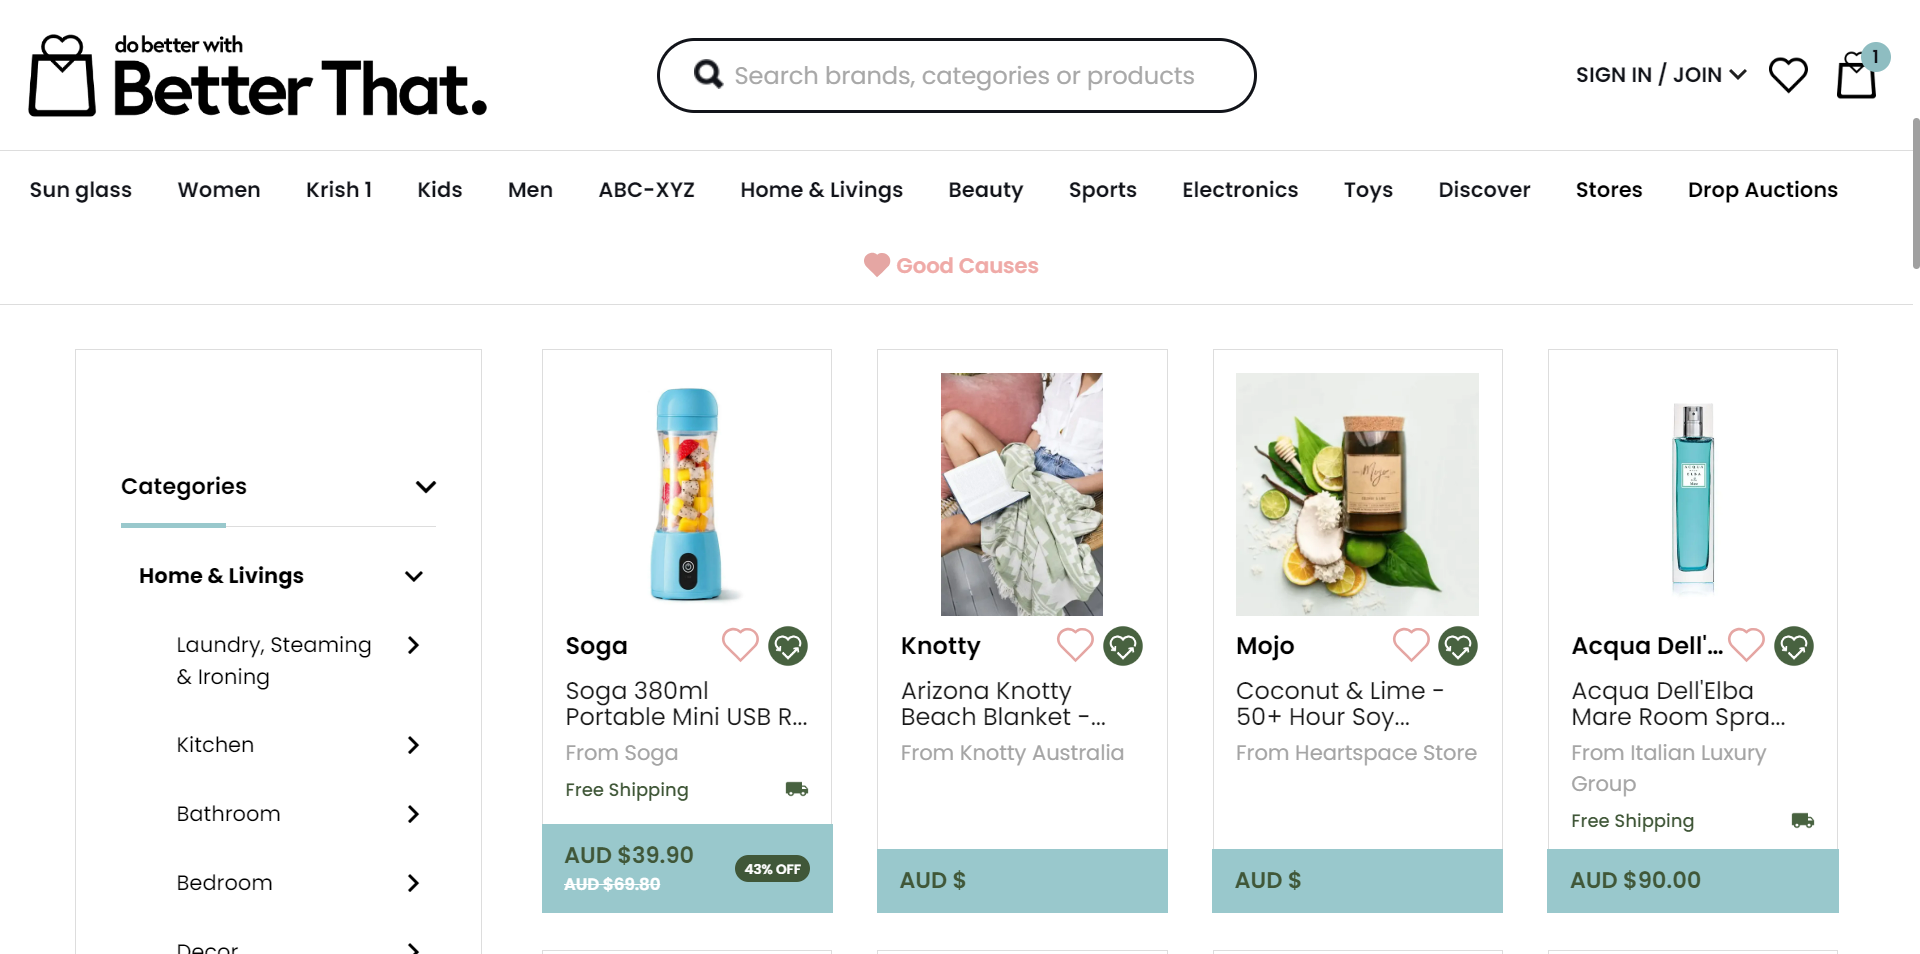 do better with
Better That.
Search brands, categories or products
SIGN IN / JOIN
1
Sun glass
Women
Krish 1
Kids
Men
ABC-XYZ
Home & Livings
Beauty
Sports
Electronics
Toys
Discover
Stores
Drop Auctions
Good Causes
Categories
Home & Livings
Laundry, Steaming
& Ironing
Kitchen
Bathroom
Bedroom
Decor
Soga
Soga 380ml
Portable Mini USB R...
From Soga
Free Shipping
AUD $39.90
AUD $69.80
43% OFF
Knotty
Arizona Knotty
Beach Blanket -...
From Knotty Australia
AUD $
Mojo
Mojo
Coconut & Lime -
50+ Hour Soy...
From Heartspace Store
AUD $
ACQUA
ELBA
Acqua Dell'...
Acqua Dell'Elba
Mare Room Spra...
From Italian Luxury
Group
Free Shipping
AUD $90.00